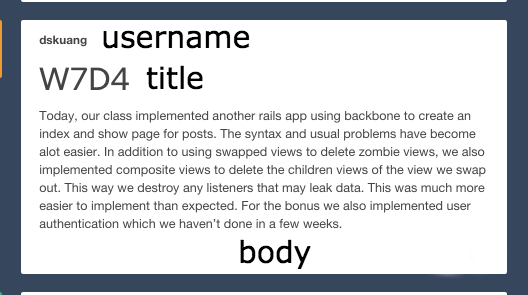 dskuang username
W7D4 title
Today, our class implemented another rails app using backbone to create an
index and show page for posts. The syntax and usual problems have become
alot easier. In addition to using swapped views to delete zombie views, we also
implemented composite views to delete the children views of the view we swap
out. This way we destroy any listeners that may leak data. This was much more
easier to implement than expected. For the bonus we also implemented user
authentication which we haven't done in a few weeks.
body